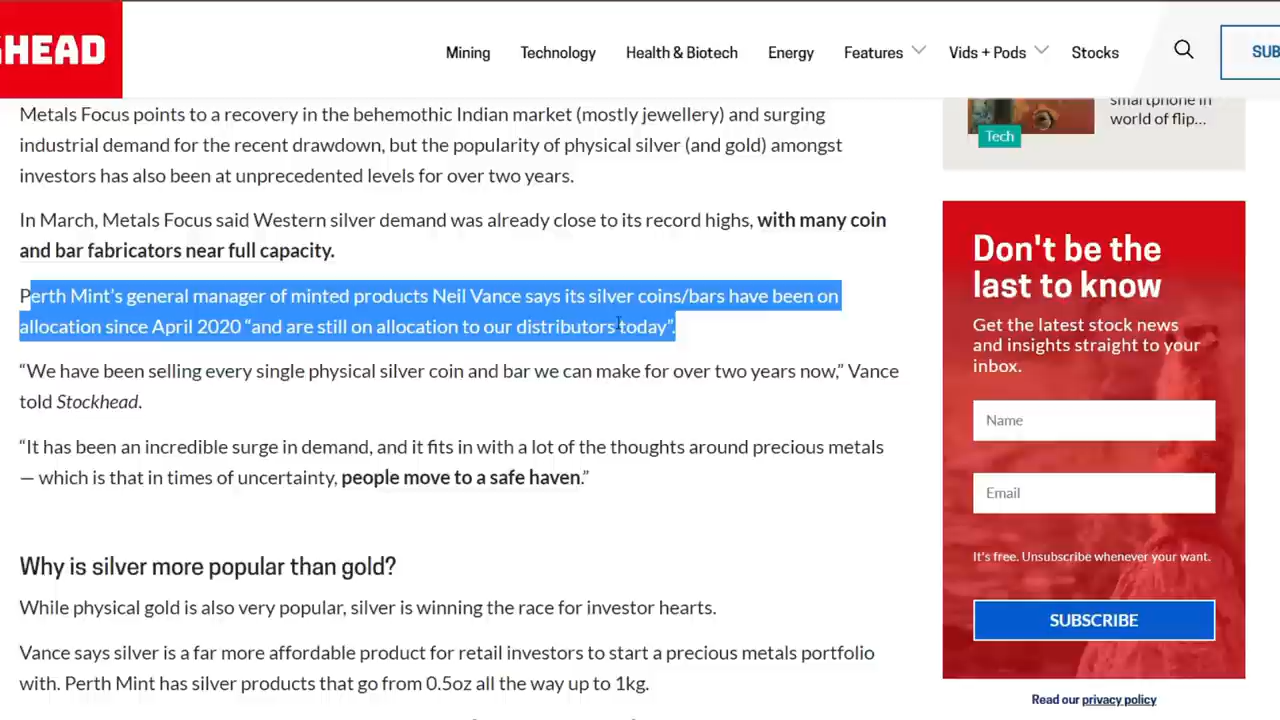 HEAD
Mining
Technology
Health & Biotech
Energy
Features
Vids + Pods
Stocks
SUB
Metals Focus points to a recovery in the behemothic Indian market (mostly jewellery) and surging
industrial demand for the recent drawdown, but the popularity of physical silver (and gold) amongst
investors has also been at unprecedented levels for over two years.
In March, Metals Focus said Western silver demand was already close to its record highs, with many coin
and bar fabricators near full capacity.
Perth Mint’s general manager of minted products Neil Vance says its silver coins/bars have been on
allocation since April 2020 “and are still on allocation to our distributors today”.
“We have been selling every single physical silver coin and bar we can make for over two years now,” Vance
told Stockhead.
“It has been an incredible surge in demand, and it fits in with a lot of the thoughts around precious metals
— which is that in times of uncertainty, people move to a safe haven.”
Why is silver more popular than gold?
While physical gold is also very popular, silver is winning the race for investor hearts.
Vance says silver is a far more affordable product for retail investors to start a precious metals portfolio
with. Perth Mint has silver products that go from 0.5oz all the way up to 1kg.
smartphone in
world of flip...
Tech
Don't be the
last to know
Get the latest stock news
and insights straight to your
inbox.
Name
Email
It's free. Unsubscribe whenever your want.
SUBSCRIBE
Read our privacy policy